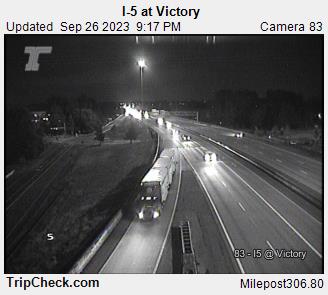 I-5 at Victory
Updated Sep 26 2023 9:17 PM Camera 83
T
S
83 - I5 @ Victory
TripCheck.com Milepost306.80